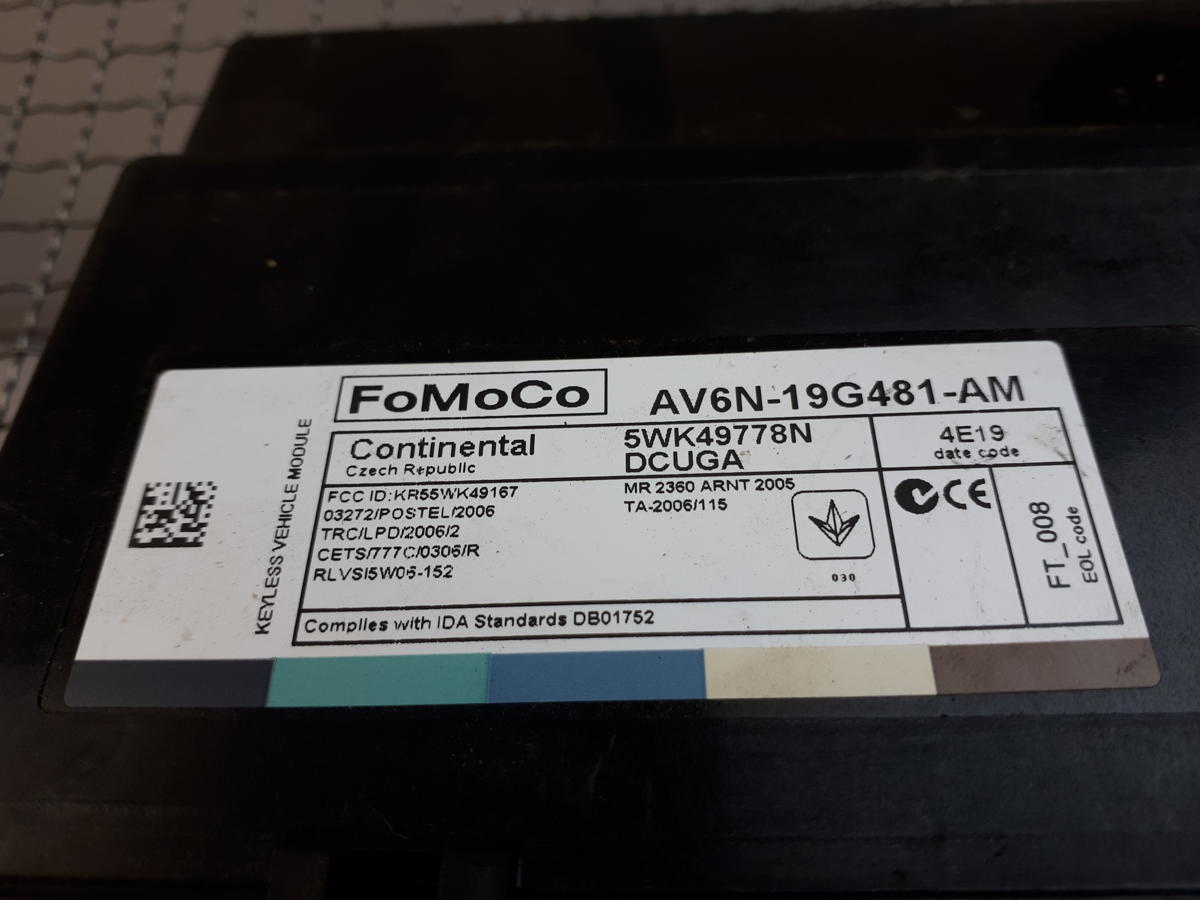 FoMoCo
AV6N-19G481-AM
KEYLESS VEHICLE MODULE
Continental
Czech Republic
5WK49778N
DCUGA
4E19
date code
FCC ID:KR55WK49167
03272/POSTEL/2006
TRC/LPD/2006/2
CETS/777C/0306/R
RLVSI5W06-152
MR 2360 ARNT 2005
TA-2006/115
030
CE
FT_008
EOL code
Complies with IDA Standards DB01752